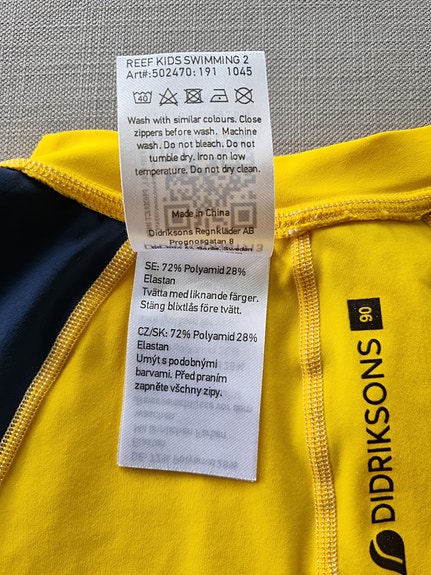 REEF KIDS SWIMMING 2
Art#:502470:191 1045
40
Wash with similar colours. Close
zippers before wash. Machine
wash. Do not bleach. Do not
tumble dry. Iron on low
temperature. Do not dry clean.
Made in China
Didriksons Regnkläder AB
Prognosgatan 8
SE: 72% Polyamid 28%
Elastan
Tvätta med liknande färger.
Stäng blixtlås före tvätt.
CZ/SK: 72% Polyamid 28%
Elastan
Umýt s podobnými
barvami. Před praním
zapněte všchny zipy.
DIDRIKSONS
90